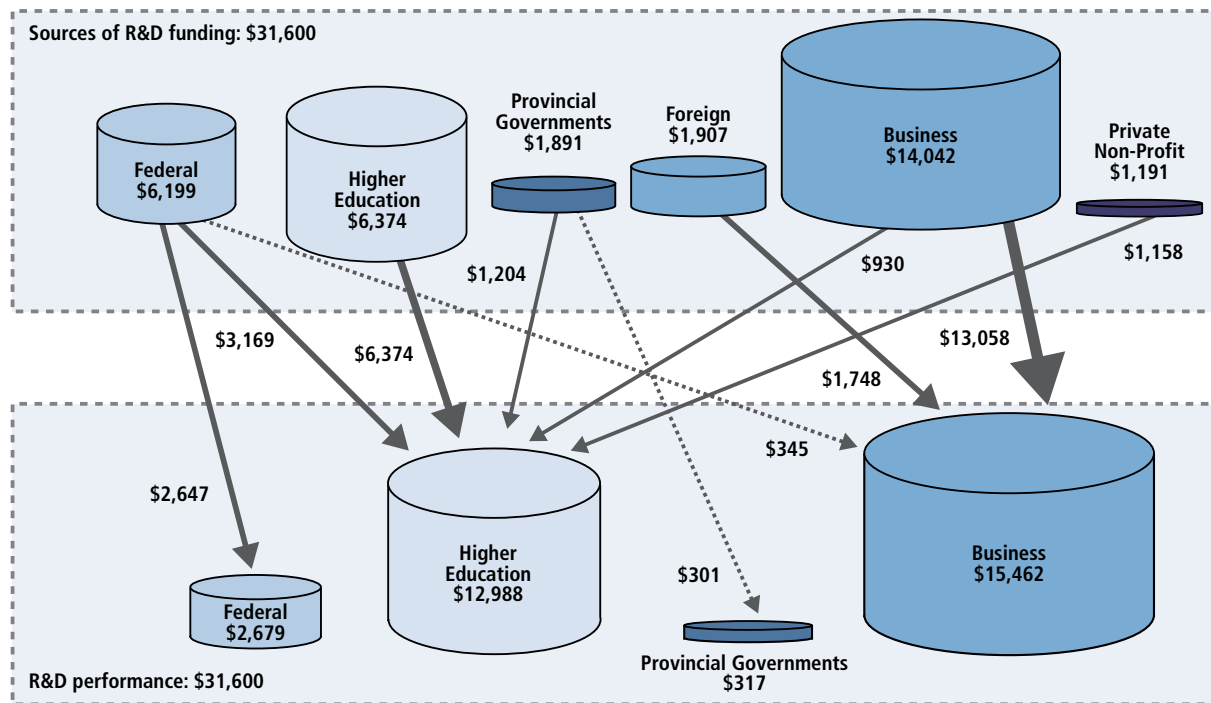 Sources of R&D funding: $31,600
Federal
$6,199
Higher
Education
$6,374
Provincial
Governments
$1,891
Foreign
$1,907
Business
$14,042
Private
Non-Profit
$1,191
$1,204
$930
$1,158
$3,169
$6,374
$13,058
$1,748
$345
$2,647
$301
Federal
$2,679
Higher
Education
$12,988
Business
$15,462
Provincial Governments
$317
R&D performance: $31,600